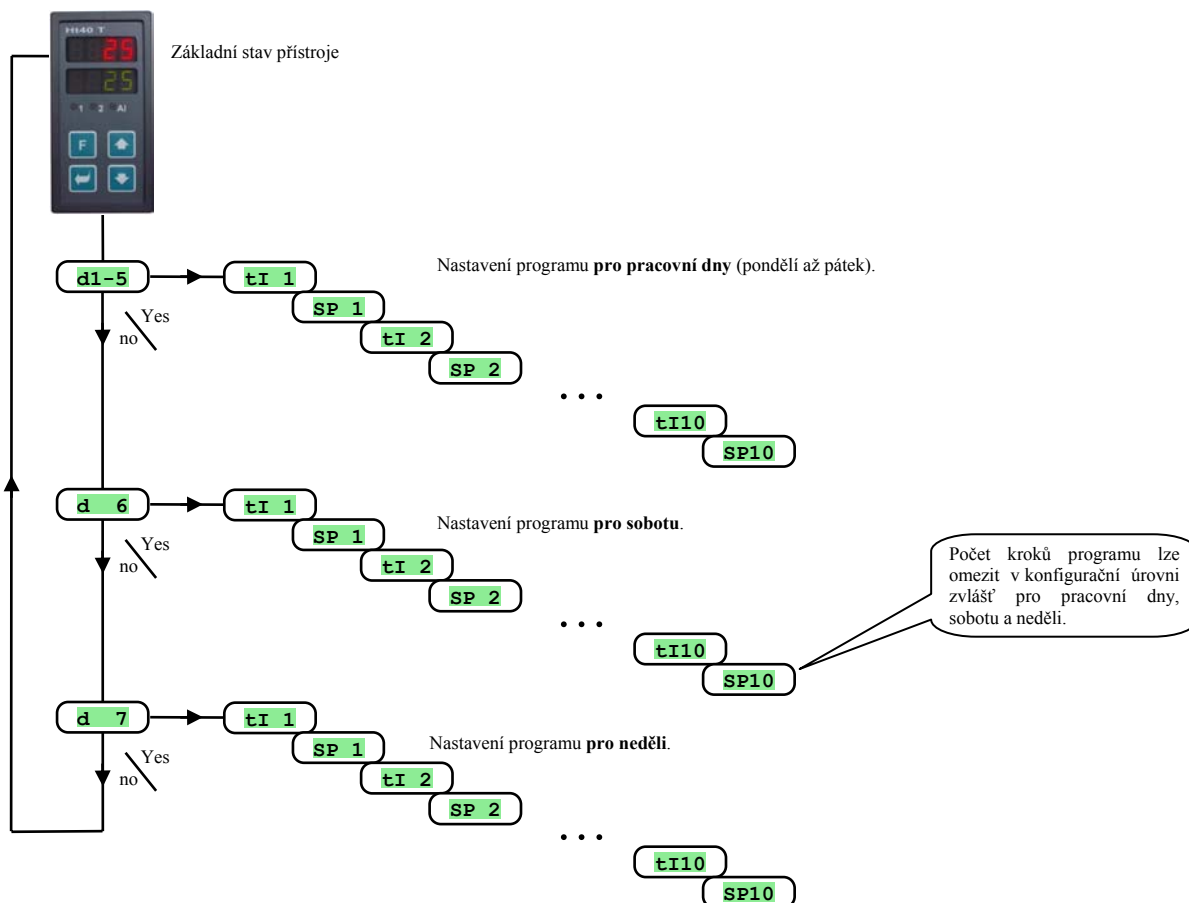 Ht40 T
25
25
1 2 Al
F
Základní stav přístroje
d1-5
tI 1
Nastavení programu pro pracovní dny (pondělí až pátek).
SP 1
Yes
no
tI 2
SP 2
...
tI10
SP10
d 6
tI 1
Nastavení programu pro sobotu.
SP 1
Yes
no
tI 2
SP 2
...
tI10
SP10
Počet kroků programu lze
omezit v konfigurační úrovni
zvlášť pro pracovní dny,
sobotu a neděli.
d 7
tI 1
Nastavení programu pro neděli.
SP 1
Yes
no
tI 2
SP 2
...
tI10
SP10